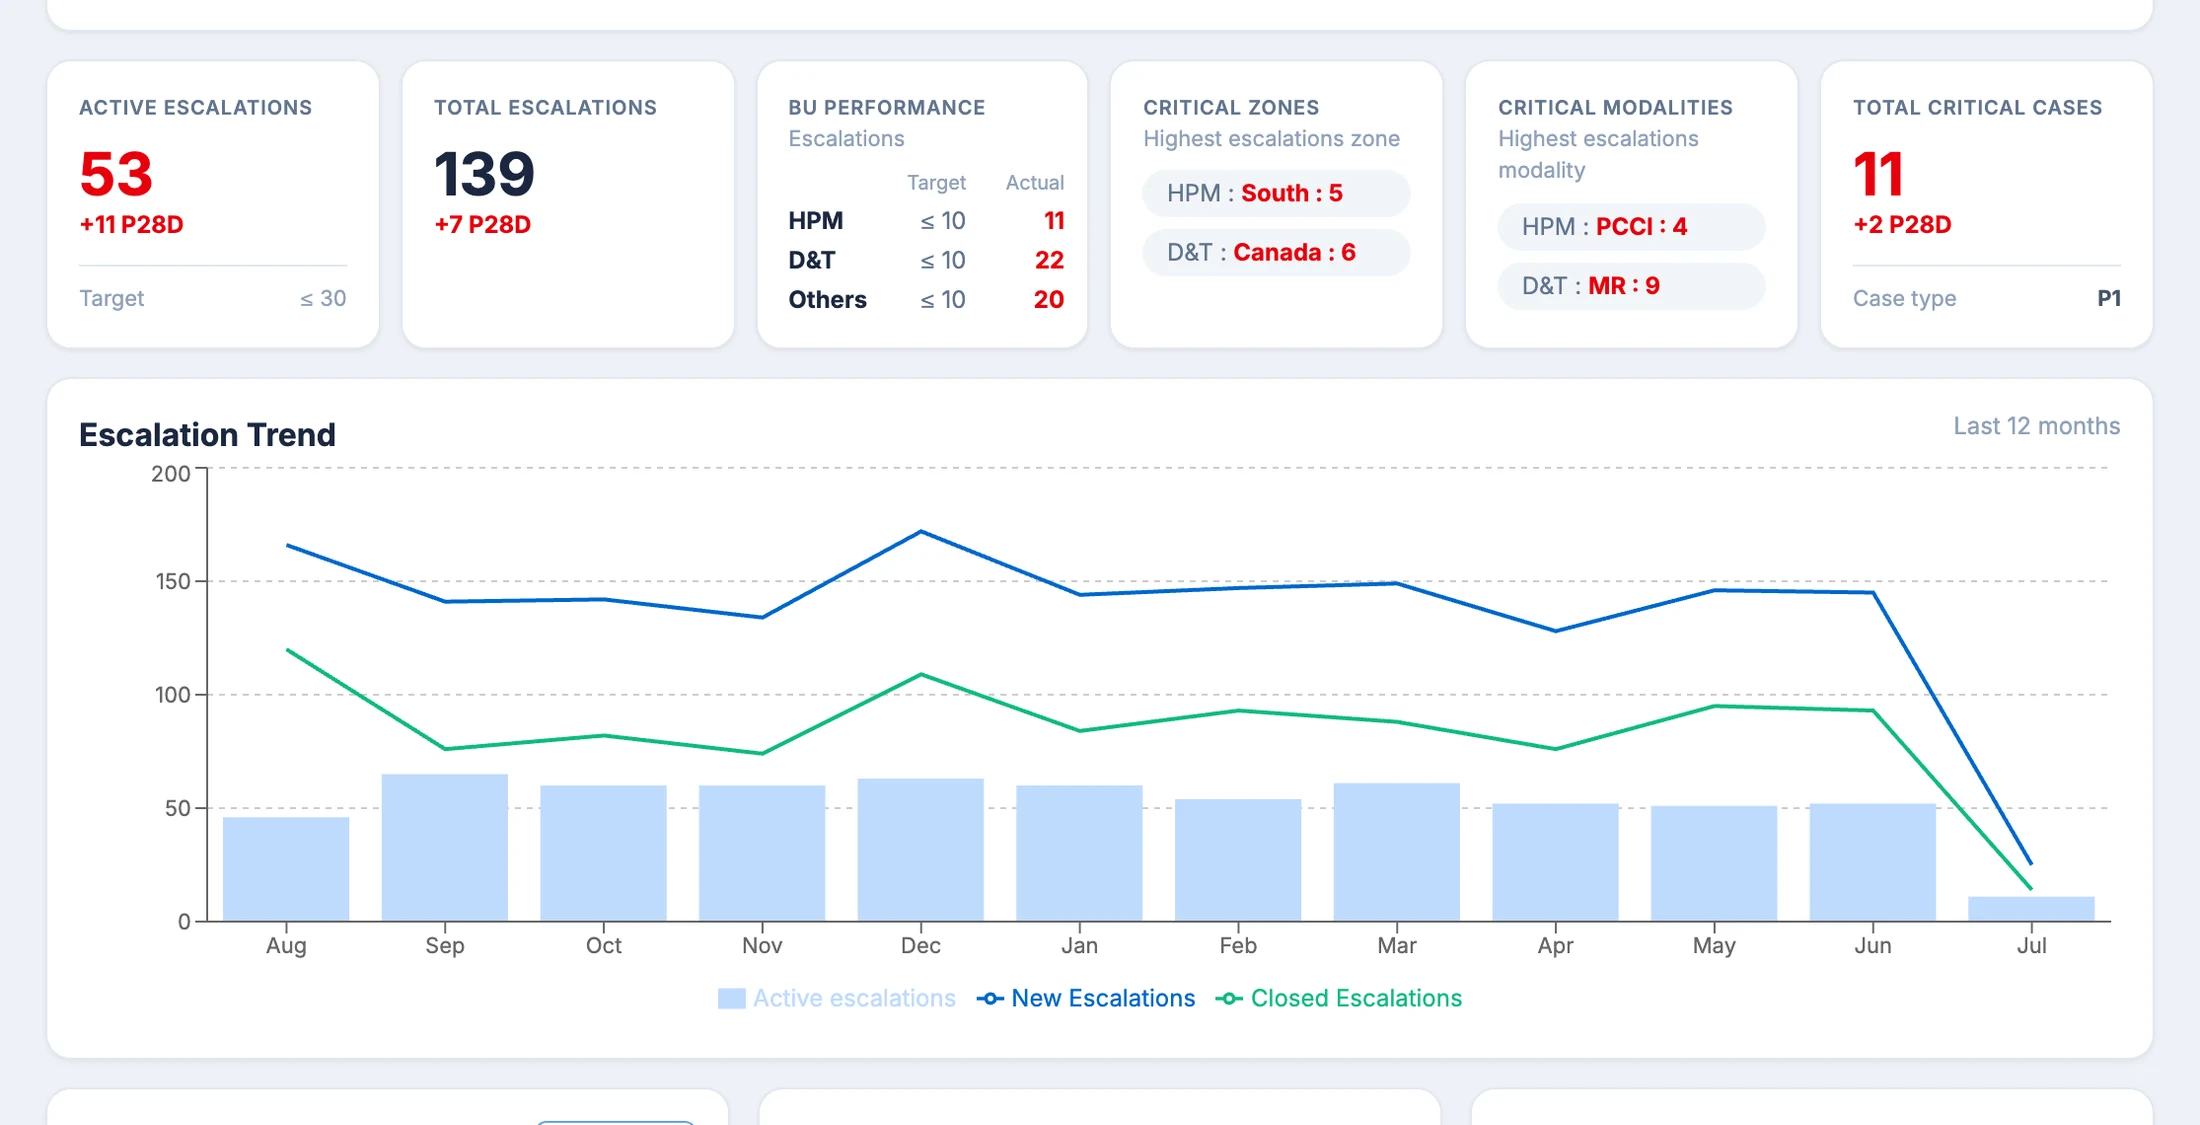 ACTIVE ESCALATIONS
53
+11 P28D
Target ≤ 30
TOTAL ESCALATIONS
139
+7 P28D
BU PERFORMANCE
Escalations
Target Actual
HPM ≤ 10 11
D&T ≤ 10 22
Others ≤ 10 20
CRITICAL ZONES
Highest escalations zone
HPM : South : 5
D&T : Canada : 6
CRITICAL MODALITIES
Highest escalations
modality
HPM : PCCI : 4
D&T : MR : 9
TOTAL CRITICAL CASES
11
+2 P28D
Case type P1
Escalation Trend
Last 12 months
200
150
100
50
0
Aug Sep Oct Nov Dec Jan Feb Mar Apr May Jun Jul
Active escalations New Escalations Closed Escalations